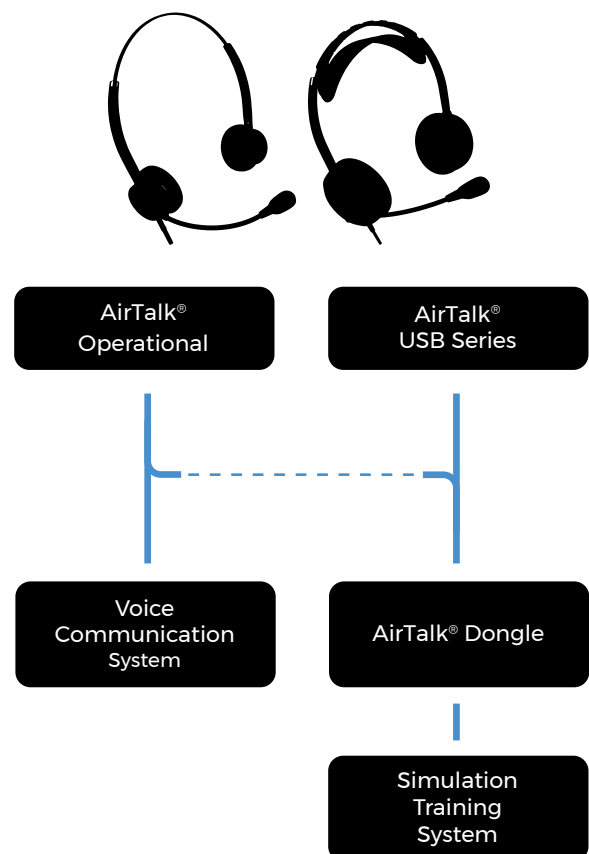 AirTalk®
Operational
AirTalk®
USB Series
Voice
Communication
System
AirTalk® Dongle
Simulation
Training
System